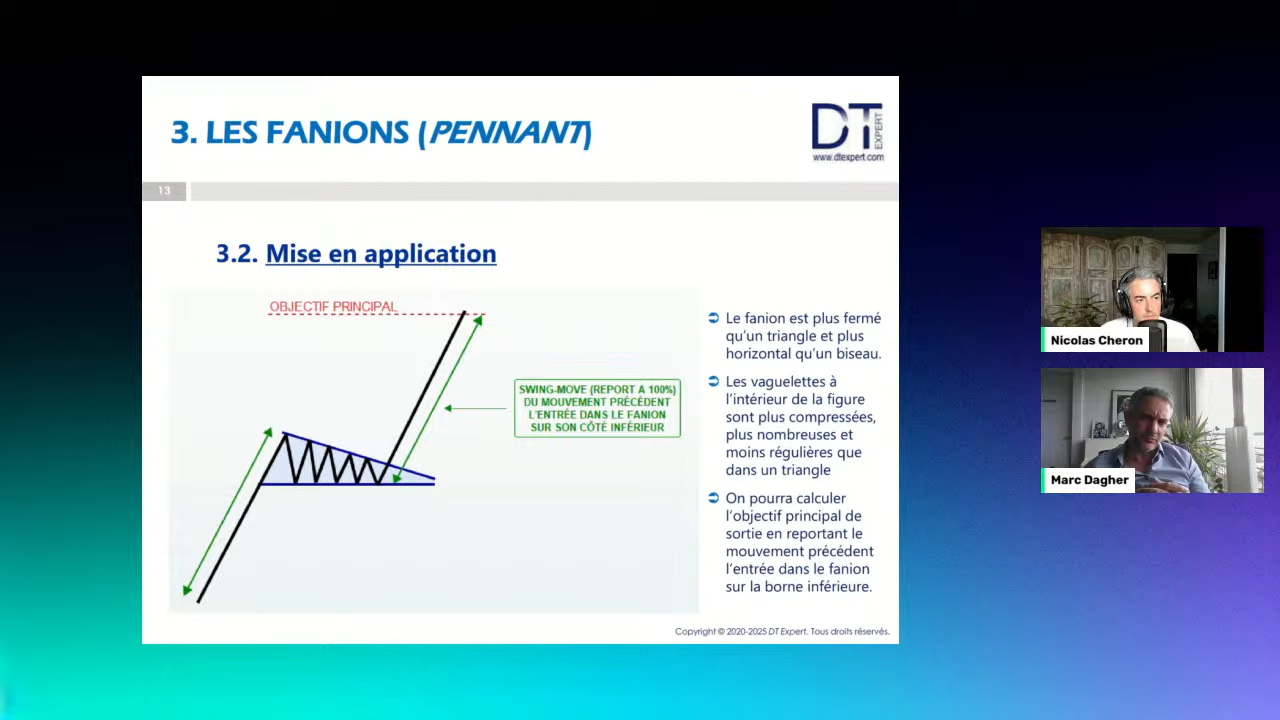 3. LES FANIONS (PENNANT)
DT
EXPERT
www.dtexpert.com
13
3.2. Mise en application
OBJECTIF PRINCIPAL
SWING-MOVE (REPORT A 100%)
DU MOUVEMENT PRÉCÉDENT
L'ENTRÉE DANS LE FANION
SUR SON CÔTÉ INFÉRIEUR
Le fanion est plus fermé
qu'un triangle et plus
horizontal qu'un biseau.
Les vaguelettes à
l'intérieur de la figure
sont plus compressées,
plus nombreuses et
moins régulières que
dans un triangle
On pourra calculer
l'objectif principal de
sortie en reportant le
mouvement précédent
l'entrée dans le fanion
sur la borne inférieure.
Copyright © 2020-2025 DT Expert. Tous droits réservés.
Nicolas Cheron
Marc Dagher